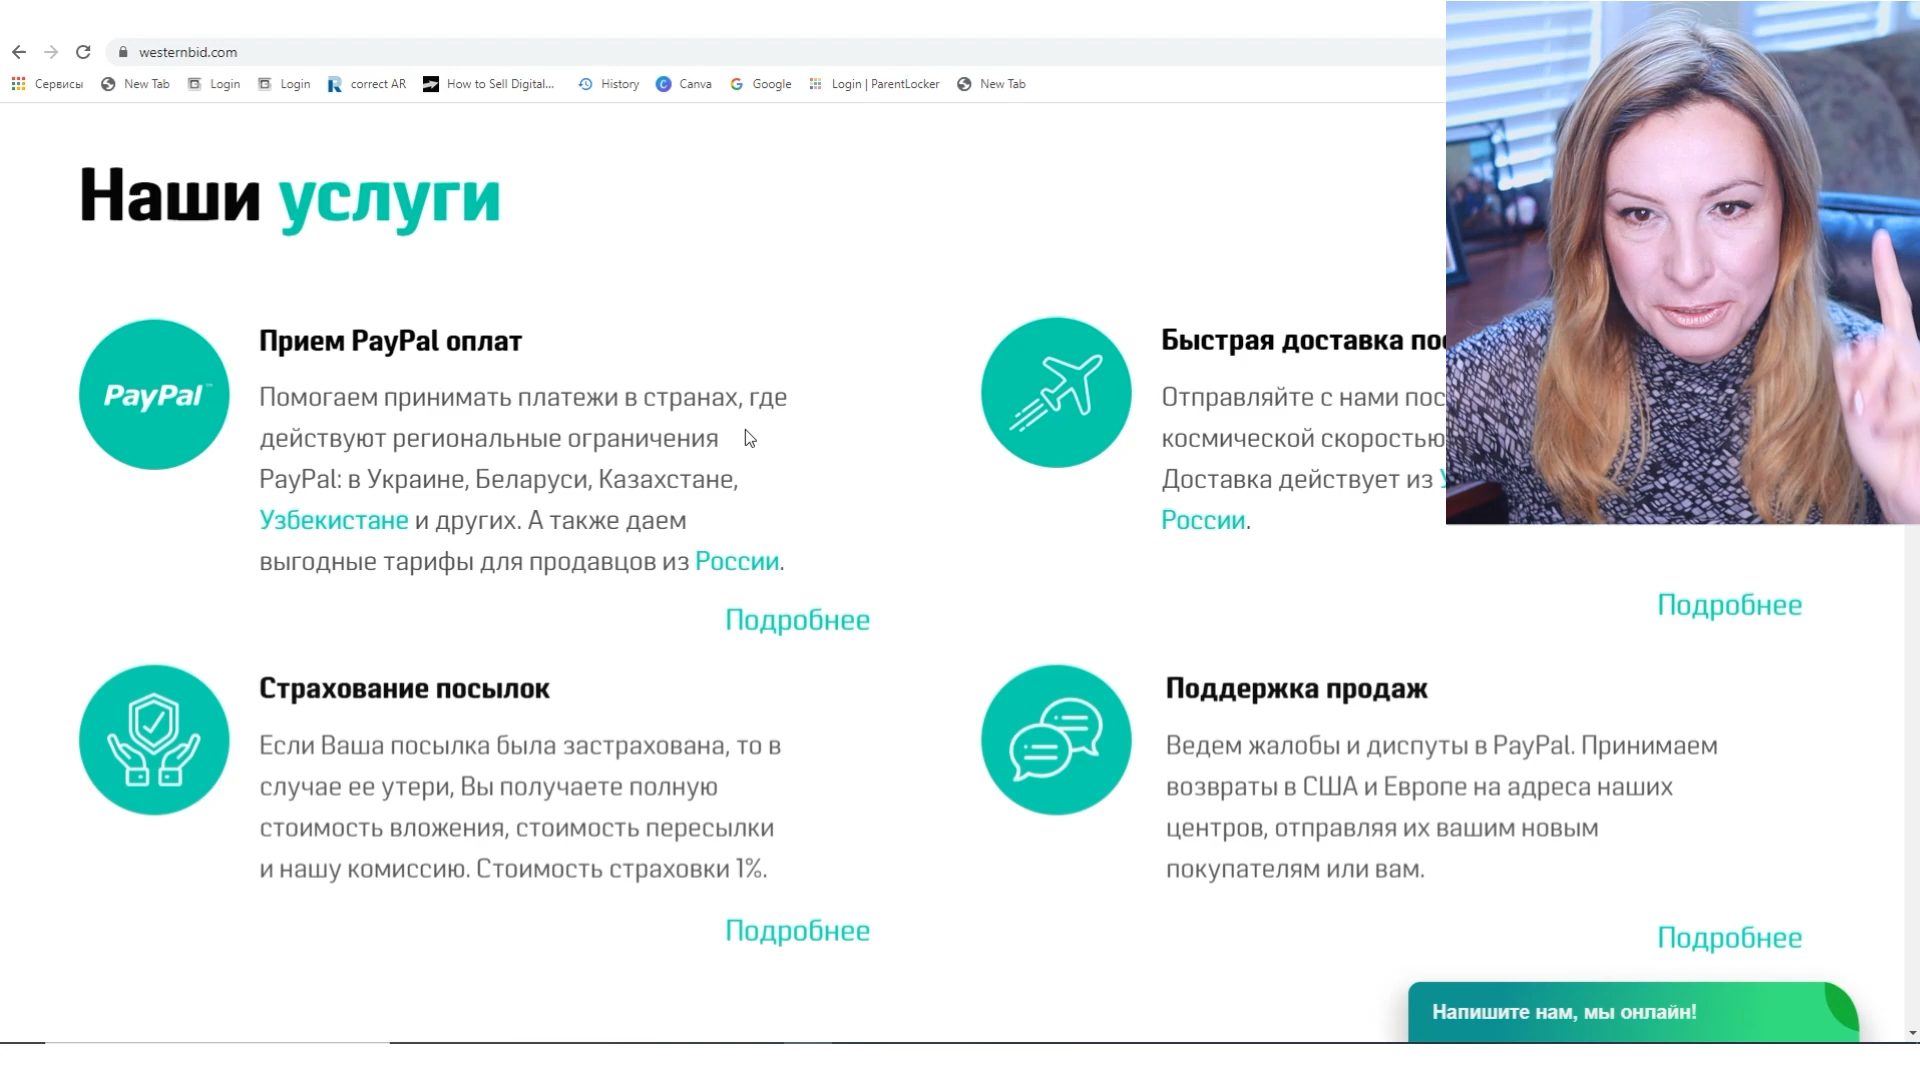 westernbid.com
Сервисы New Tab Login Login correct AR How to Sell Digital... History Canva Google Login | ParentLocker New Tab
Наши услуги
PayPal
Прием PayPal оплат
Помогаем принимать платежи в странах, где
действуют региональные ограничения
PayPal: в Украине, Беларуси, Казахстане,
Узбекистане и других. А также даем
выгодные тарифы для продавцов из России.
Подробнее
Быстрая доставка
Отправляйте с нами
космической скоростью
Доставка действует из
России.
Подробнее
Страхование посылок
Если Ваша посылка была застрахована, то в
случае ее утери, Вы получаете полную
стоимость вложения, стоимость пересылки
и нашу комиссию. Стоимость страховки 1%.
Подробнее
Поддержка продаж
Ведем жалобы и диспуты в PayPal. Принимаем
возвраты в США и Европе на адреса наших
центров, отправляя их вашим новым
покупателям или вам.
Подробнее
Напишите нам, мы онлайн!